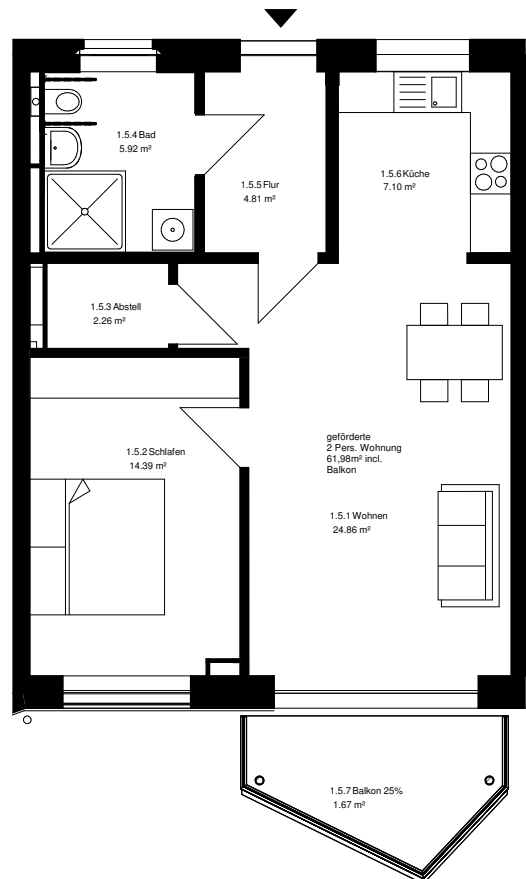 1.5.4 Bad
5.92 m²
1.5.5 Flur
4.81 m²
1.5.6 Küche
7.10 m²
1.5.3 Abstell
2.26 m²
geförderte
2 Pers. Wohnung
61,98m² incl.
Balkon
1.5.2 Schlafen
14.39 m²
1.5.1 Wohnen
24.86 m²
1.5.7 Balkon 25%
1.67 m²